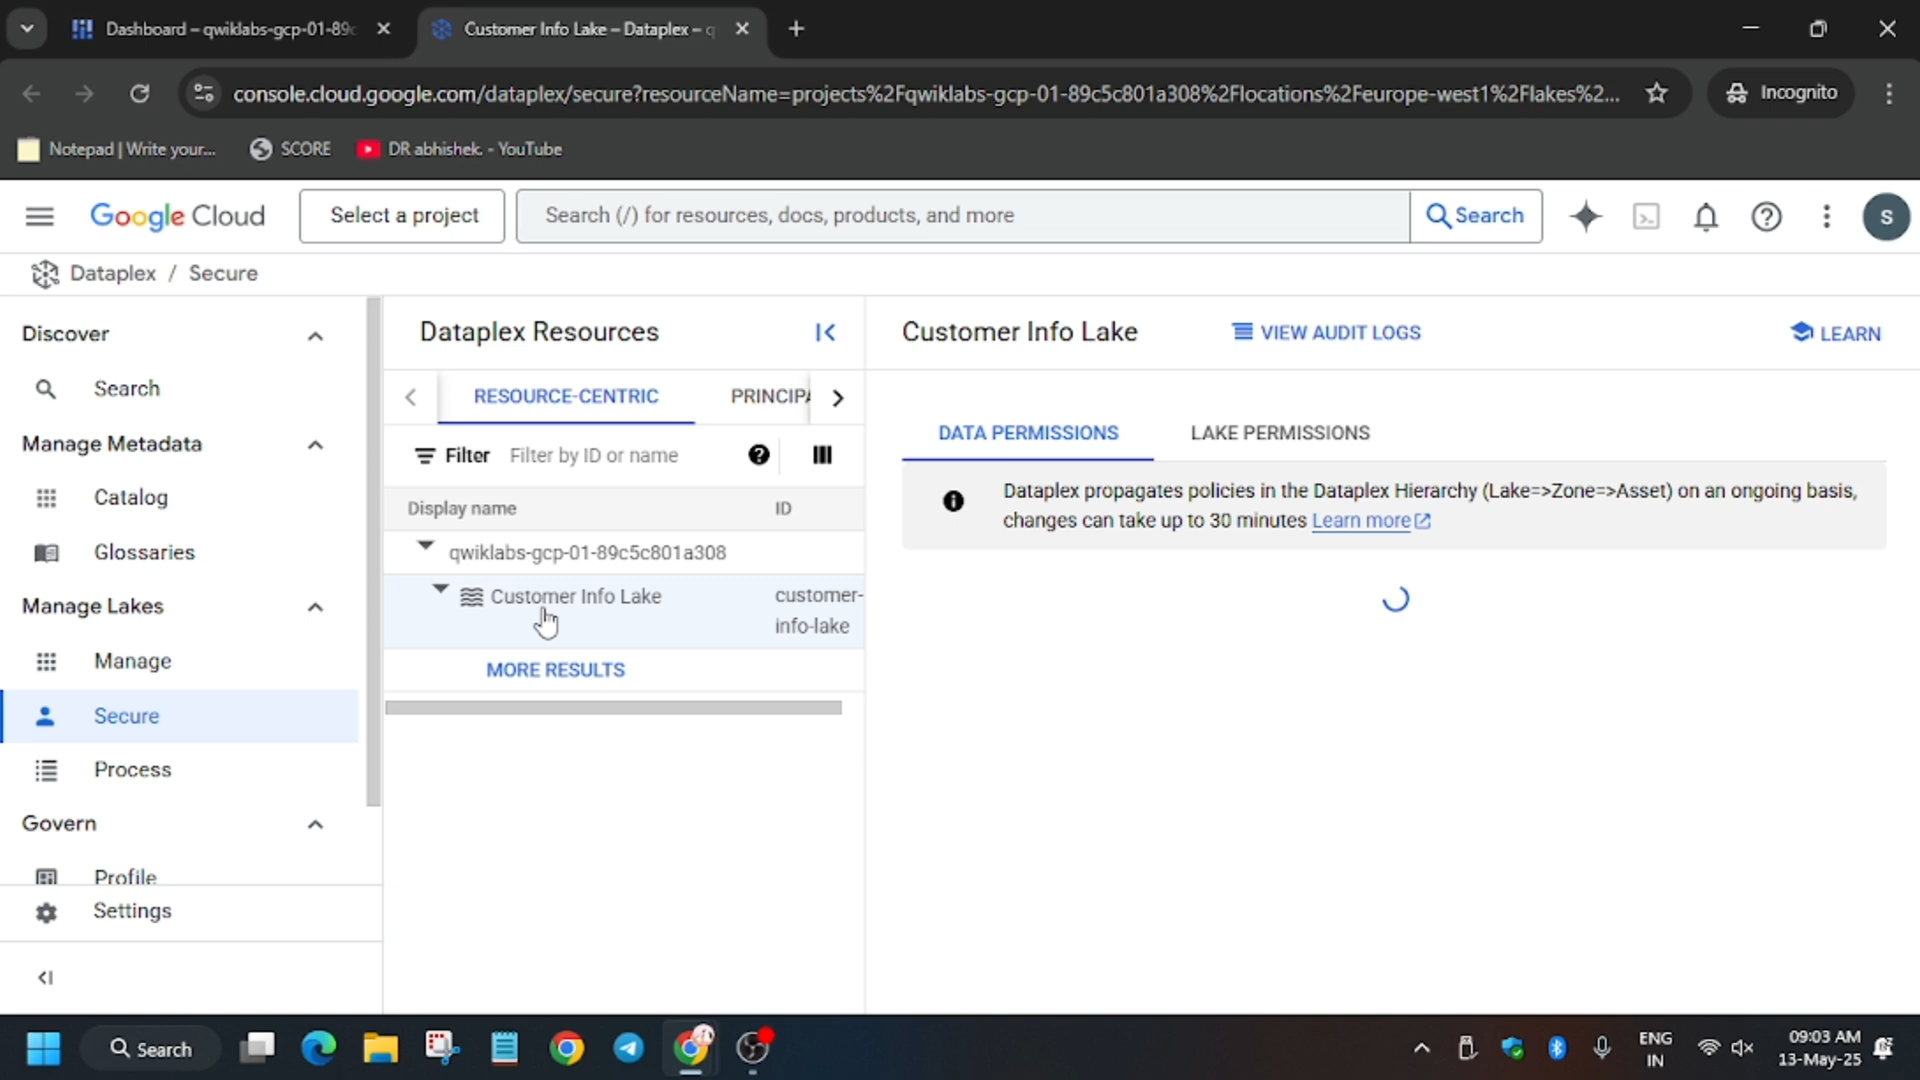 Dashboard – qwiklabs-gcp-01-89c
Customer Info Lake – Dataplex – q
console.cloud.google.com/dataplex/secure?resourceName=projects%2Fqwiklabs-gcp-01-89c5c801a308%2Flocations%2Feurope-west1%2Flakes%2...
Incognito
Notepad | Write your...
SCORE
DR abhishek. - YouTube
Google Cloud
Select a project
Search (/) for resources, docs, products, and more
Search
S
Dataplex / Secure
Discover
Search
Manage Metadata
Catalog
Glossaries
Manage Lakes
Manage
Secure
Process
Govern
Profile
Settings
Dataplex Resources
RESOURCE-CENTRIC
PRINCIPA
Filter
Filter by ID or name
Display name
ID
qwiklabs-gcp-01-89c5c801a308
Customer Info Lake
customer-
info-lake
MORE RESULTS
Customer Info Lake
VIEW AUDIT LOGS
LEARN
DATA PERMISSIONS
LAKE PERMISSIONS
Dataplex propagates policies in the Dataplex Hierarchy (Lake=>Zone=>Asset) on an ongoing basis,
changes can take up to 30 minutes Learn more
Search
ENG
IN
09:03 AM
13-May-25